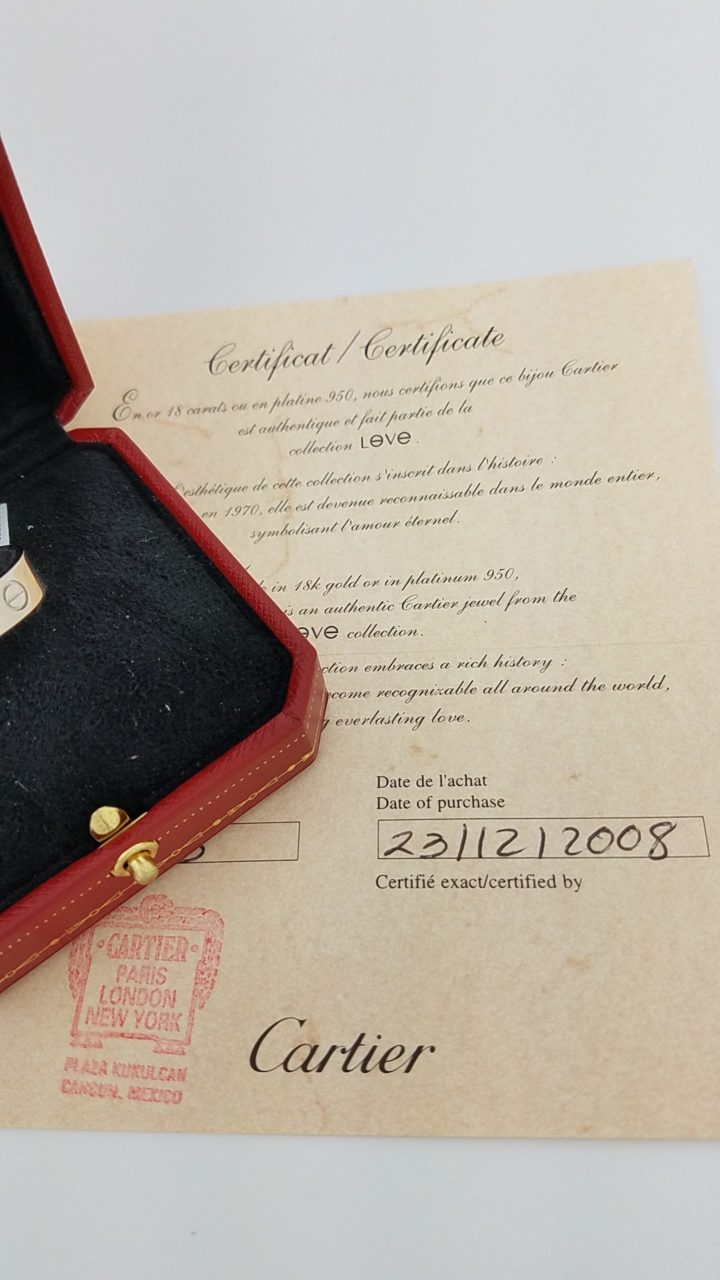 Certificat / Certificate
En or 18 carats ou en platine 950, nous certifions que ce bijou Cartier
est authentique et fait partie de la
collection LOVE .
l'esthétique de cette collection s'inscrit dans l'histoire :
en 1970, elle est devenue reconnaissable dans le monde entier,
symbolisant l'amour éternel.
in 18k gold or in platinum 950,
is an authentic Cartier jewel from the
collection.
embraces a rich history :
recognizable all around the world,
everlasting love.
Date de l'achat
Date of purchase
23/12/2008
Certifié exact/certified by
· CARTIER ·
PARIS
LONDON
NEW YORK
PLAZA KUKULCAN
CANCUN, MEXICO
Cartier